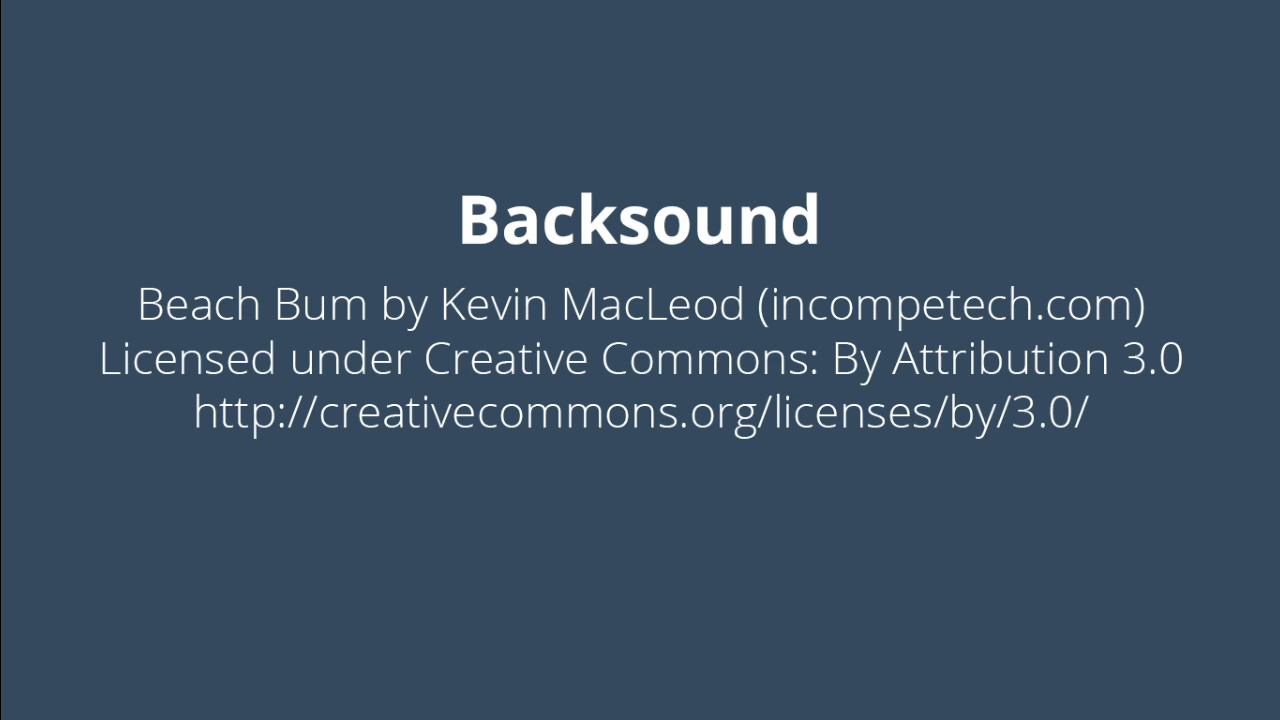 Backsound
Beach Bum by Kevin MacLeod (incompetech.com)
Licensed under Creative Commons: By Attribution 3.0
http://creativecommons.org/licenses/by/3.0/